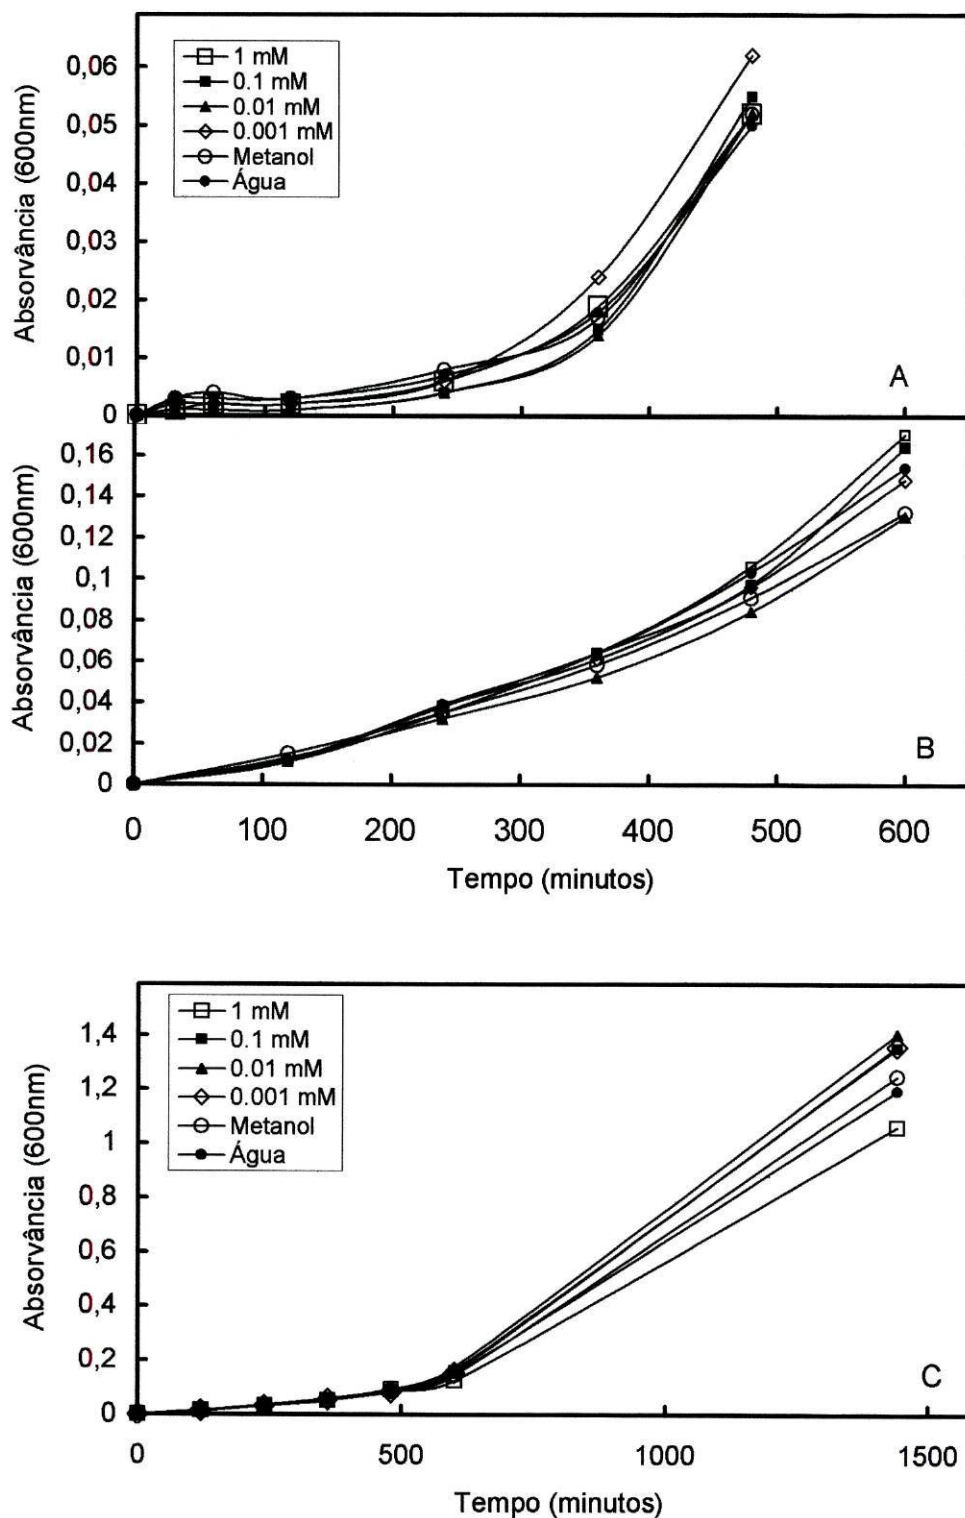 Absorvância (600nm)
0,06
0,05
0,04
0,03
0,02
0,01
0
1 mM
0.1 mM
0.01 mM
0.001 mM
Metanol
Água
A
Absorvância (600nm)
0,16
0,14
0,12
0,1
0,08
0,06
0,04
0,02
0
B
0 100 200 300 400 500 600
Tempo (minutos)
Absorvância (600nm)
1,4
1,2
1
0,8
0,6
0,4
0,2
0
1 mM
0.1 mM
0.01 mM
0.001 mM
Metanol
Água
C
0 500 1000 1500
Tempo (minutos)